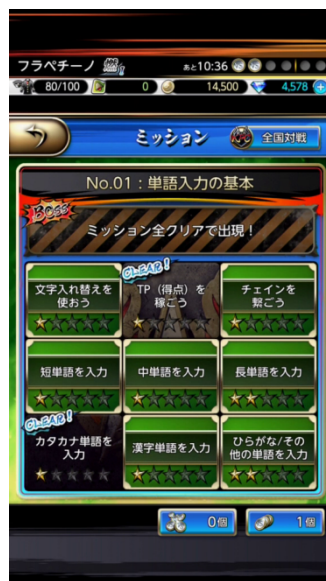 フラペチーノ 燃! あと10:36
80/100 0 14,500 4,578
ミッション 全国対戦
No.01：単語入力の基本
BOSS
ミッション全クリアで出現！
文字入れ替えを
使おう
CLEAR!
TP（得点）を
稼ごう
チェインを
繋ごう
短単語を入力
中単語を入力
長単語を入力
CLEAR!
カタカナ単語を
入力
漢字単語を入力
ひらがな/その
他の単語を入力
0個 1個